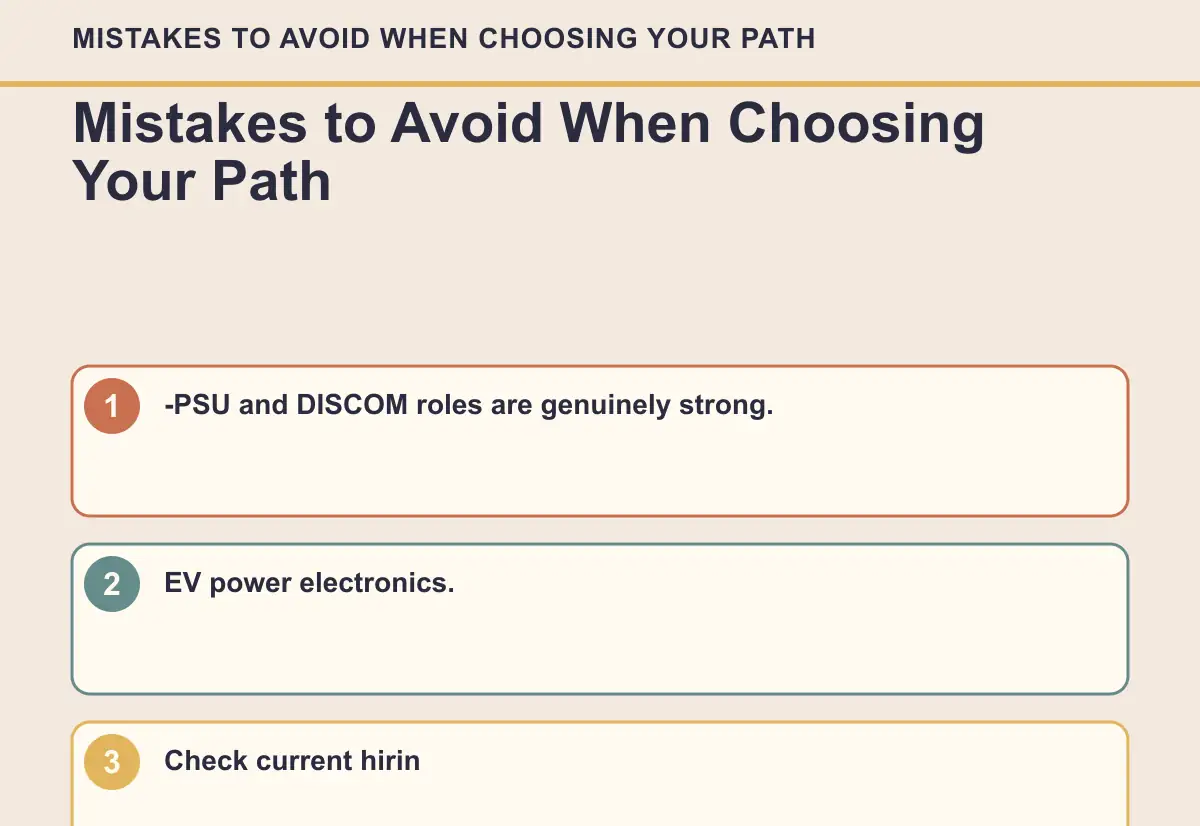 MISTAKES TO AVOID WHEN CHOOSING YOUR PATH
Mistakes to Avoid When Choosing
Your Path
1
-PSU and DISCOM roles are genuinely strong.
2
EV power electronics.
3
Check current hirin